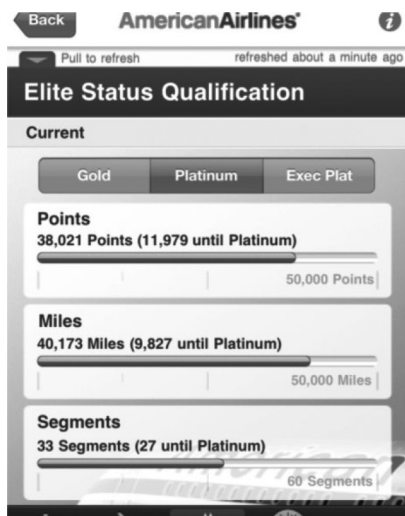 Back
AmericanAirlines®
i
Pull to refresh
refreshed about a minute ago
Elite Status Qualification
Current
Gold
Platinum
Exec Plat
Points
38,021 Points (11,979 until Platinum)
50,000 Points
Miles
40,173 Miles (9,827 until Platinum)
50,000 Miles
Segments
33 Segments (27 until Platinum)
American
60 Segments